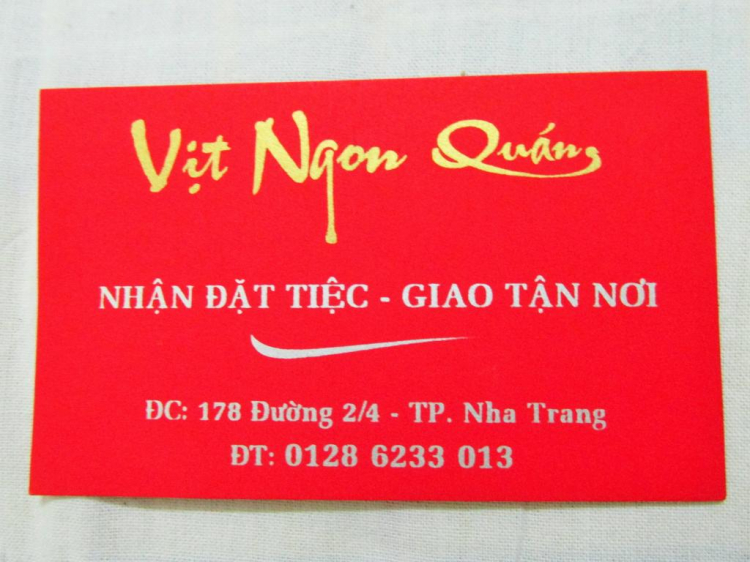 Vịt Ngon Quán
NHẬN ĐẶT TIỆC - GIAO TẬN NƠI
ĐC: 178 Đường 2/4 - TP. Nha Trang
ĐT: 0128 6233 013